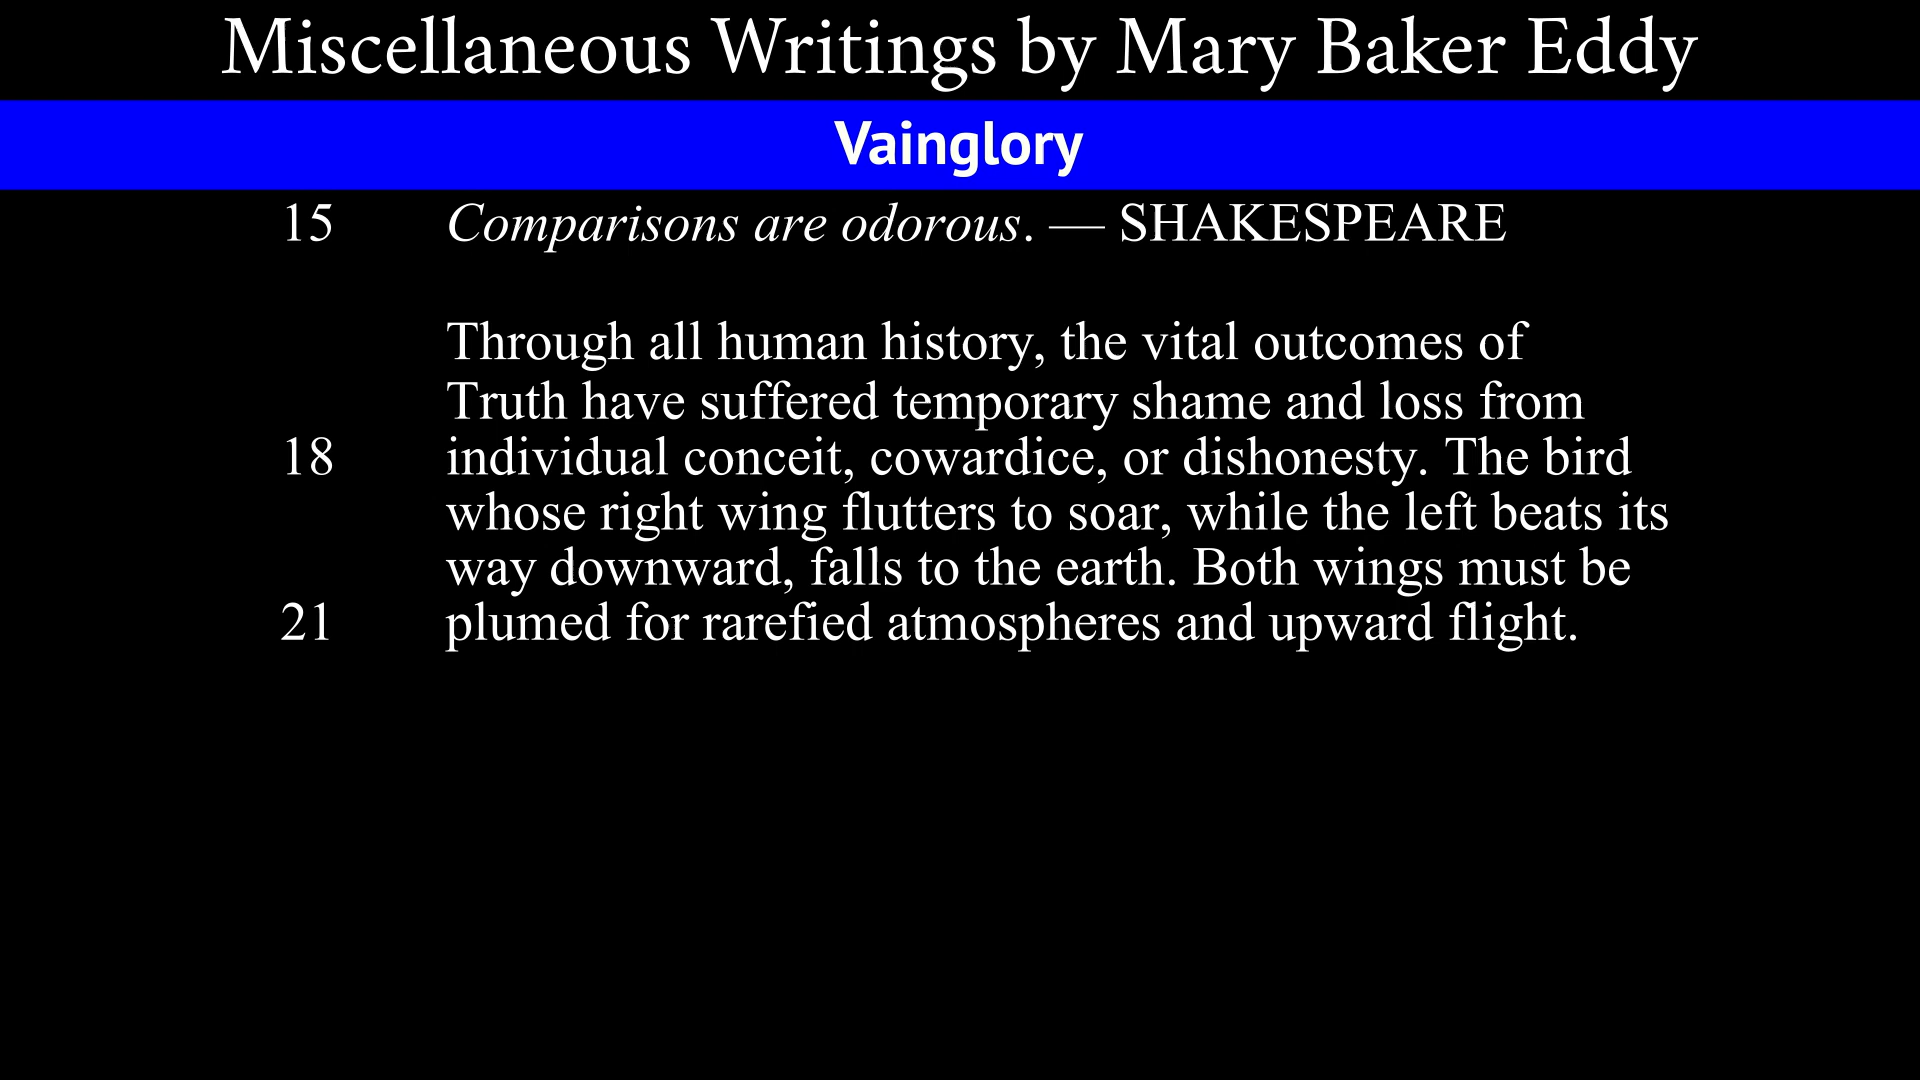 Miscellaneous Writings by Mary Baker Eddy
Vainglory
15 Comparisons are odorous. — SHAKESPEARE
Through all human history, the vital outcomes of
Truth have suffered temporary shame and loss from
18 individual conceit, cowardice, or dishonesty. The bird
whose right wing flutters to soar, while the left beats its
way downward, falls to the earth. Both wings must be
21 plumed for rarefied atmospheres and upward flight.